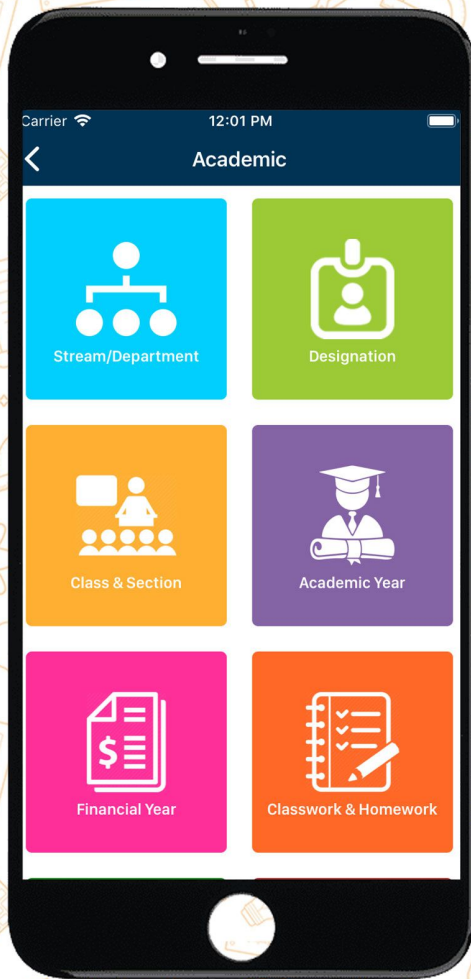 Carrier 12:01 PM
Academic
Stream/Department
Designation
Class & Section
Academic Year
$
Financial Year
Classwork & Homework